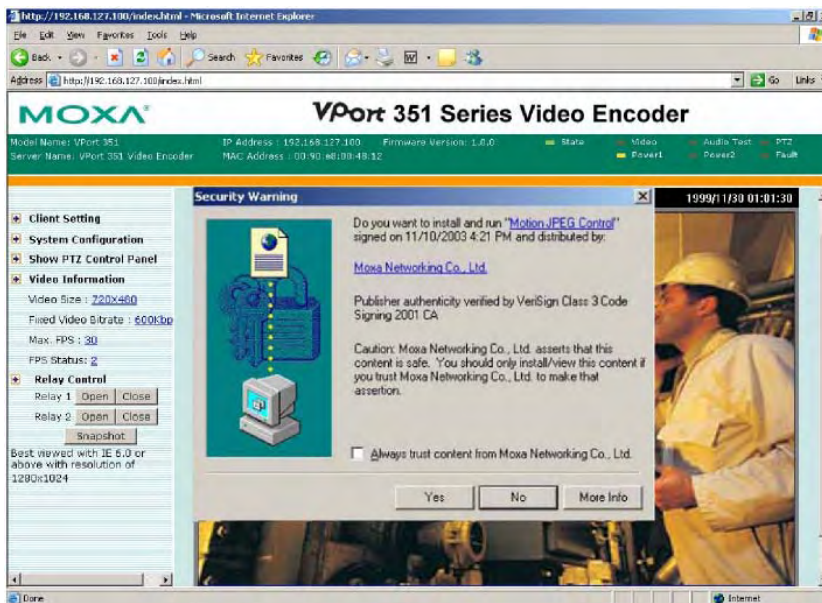 http://192.168.127.100/index.html - Microsoft Internet Explorer
File Edit View Favorites Tools Help
Back Search Favorites
Address http://192.168.127.100/index.html Go Links
MOXA VPort 351 Series Video Encoder
Model Name: VPort 351 IP Address : 192.168.127.100 Firmware Version: 1.0.0 State Video Audio Test PTZ
Server Name: VPort 351 Video Encoder MAC Address : 00:90:e8:00:48:12 Power1 Power2 Fault
1999/11/30 01:01:30
Client Setting
System Configuration
Show PTZ Control Panel
Video Information
Video Size : 720X480
Fixed Video Bitrate : 600Kbp
Max. FPS : 30
FPS Status: 2
Relay Control
Relay 1 Open Close
Relay 2 Open Close
Snapshot
Best viewed with IE 6.0 or
above with resolution of
1280x1024
Security Warning
Do you want to install and run "Motion JPEG Control"
signed on 11/10/2003 4:21 PM and distributed by:
Moxa Networking Co., Ltd.
Publisher authenticity verified by VeriSign Class 3 Code
Signing 2001 CA
Caution: Moxa Networking Co., Ltd. asserts that this
content is safe. You should only install/view this content if
you trust Moxa Networking Co., Ltd. to make that
assertion.
Always trust content from Moxa Networking Co., Ltd.
Yes No More Info
Done Internet